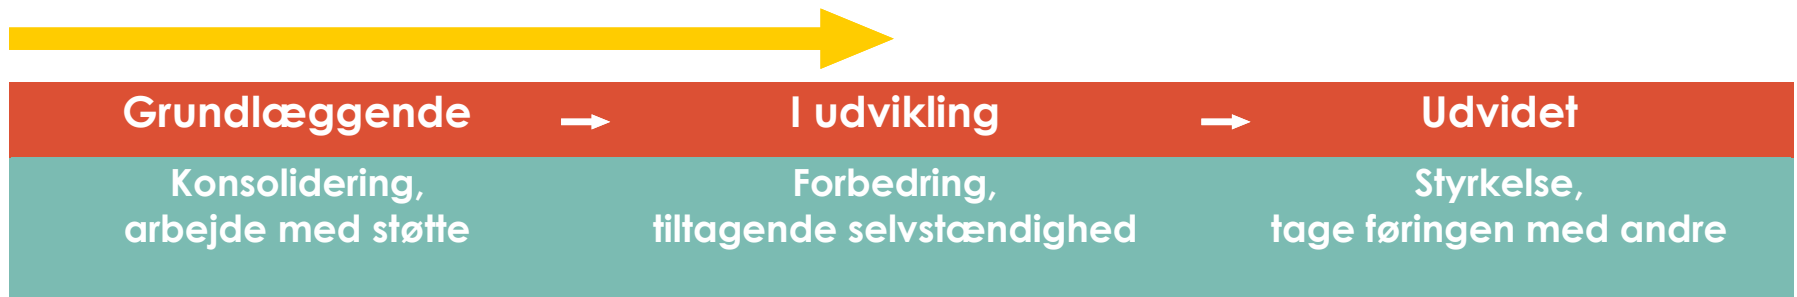 Grundlæggende → I udvikling → Udvidet
Konsolidering,
arbejde med støtte
Forbedring,
tiltagende selvstændighed
Styrkelse,
tage føringen med andre